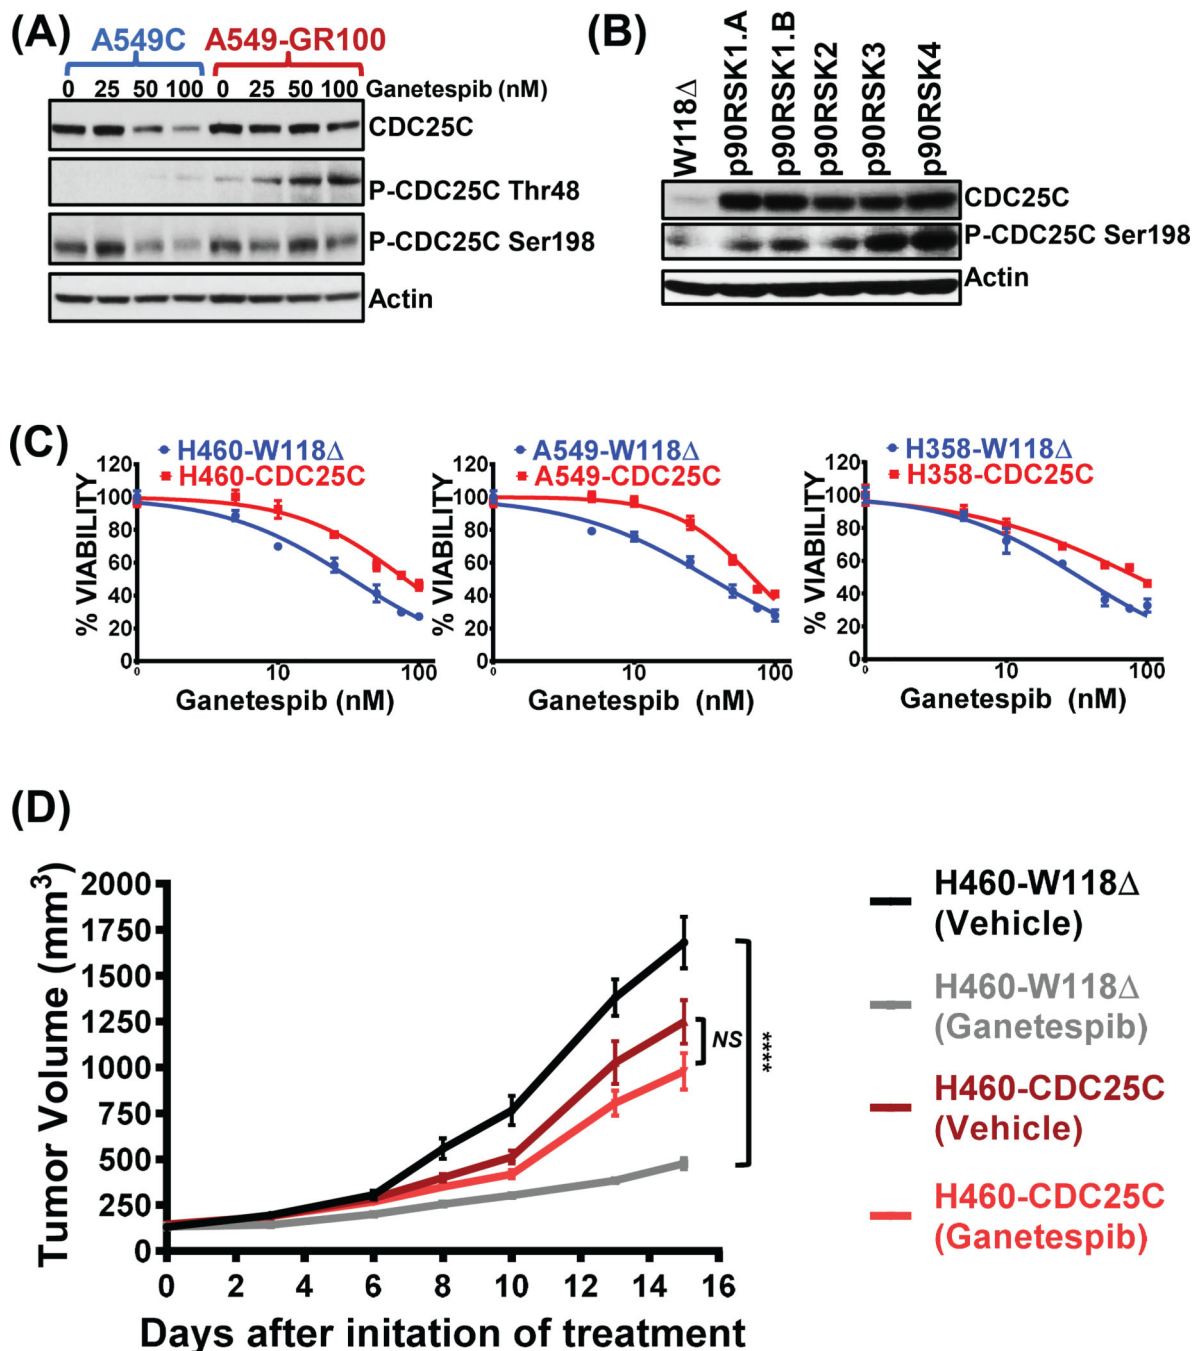 (A)
A549C A549-GR100
0 25 50 100 0 25 50 100 Ganetespib (nM)
CDC25C
P-CDC25C Thr48
P-CDC25C Ser198
Actin
(B)
W118Δ p90RSK1.A p90RSK1.B p90RSK2 p90RSK3 p90RSK4
CDC25C
P-CDC25C Ser198
Actin
(C)
H460-W118Δ
H460-CDC25C
% VIABILITY
120
100
80
60
40
20
0
0 10 100
Ganetespib (nM)
A549-W118Δ
A549-CDC25C
% VIABILITY
120
100
80
60
40
20
0
0 10 100
Ganetespib (nM)
H358-W118Δ
H358-CDC25C
% VIABILITY
120
100
80
60
40
20
0
0 10 100
Ganetespib (nM)
(D)
Tumor Volume (mm³)
2000
1750
1500
1250
1000
750
500
250
0
0 2 4 6 8 10 12 14 16
Days after initation of treatment
NS
****
H460-W118Δ
(Vehicle)
H460-W118Δ
(Ganetespib)
H460-CDC25C
(Vehicle)
H460-CDC25C
(Ganetespib)